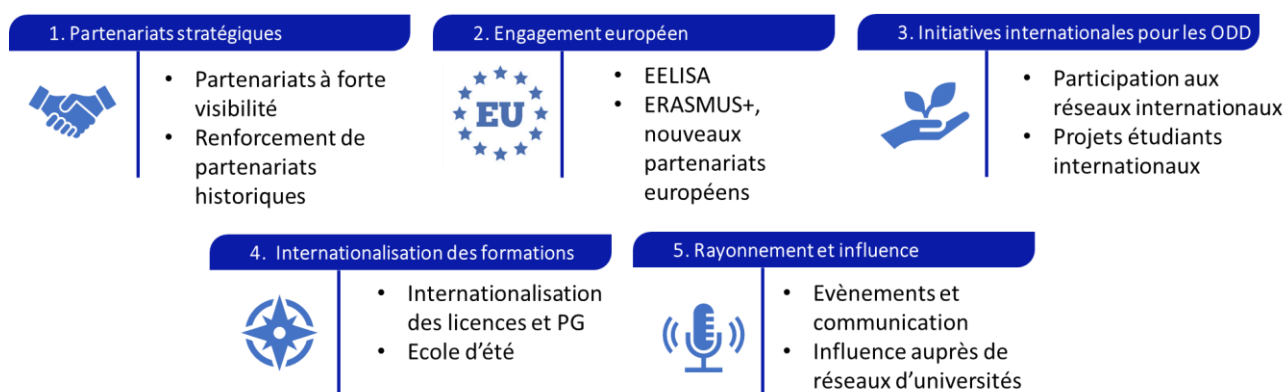 1. Partenariats stratégiques
• Partenariats à forte
visibilité
• Renforcement de
partenariats
historiques
2. Engagement européen
EU
• EELISA
• ERASMUS+,
nouveaux
partenariats
européens
3. Initiatives internationales pour les ODD
• Participation aux
réseaux internationaux
• Projets étudiants
internationaux
4. Internationalisation des formations
• Internationalisation
des licences et PG
• Ecole d’été
5. Rayonnement et influence
• Evènements et
communication
• Influence auprès de
réseaux d’universités